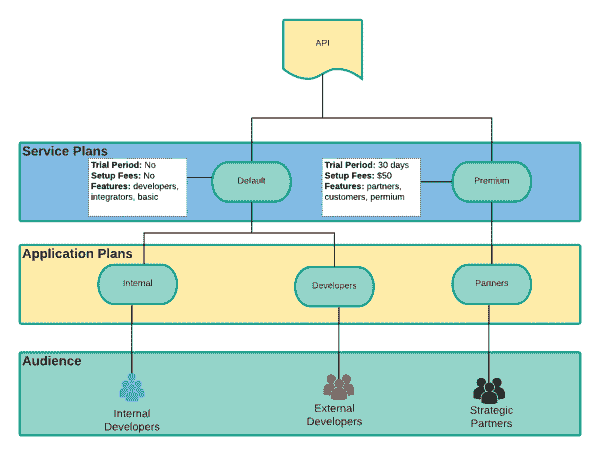 API
Service Plans
Trial Period: No
Setup Fees: No
Features: developers,
integrators, basic
Default
Trial Period: 30 days
Setup Fees: $50
Features: partners,
customers, permium
Premium
Application Plans
Internal
Developers
Partners
Audience
Internal
Developers
External
Developers
Strategic
Partners